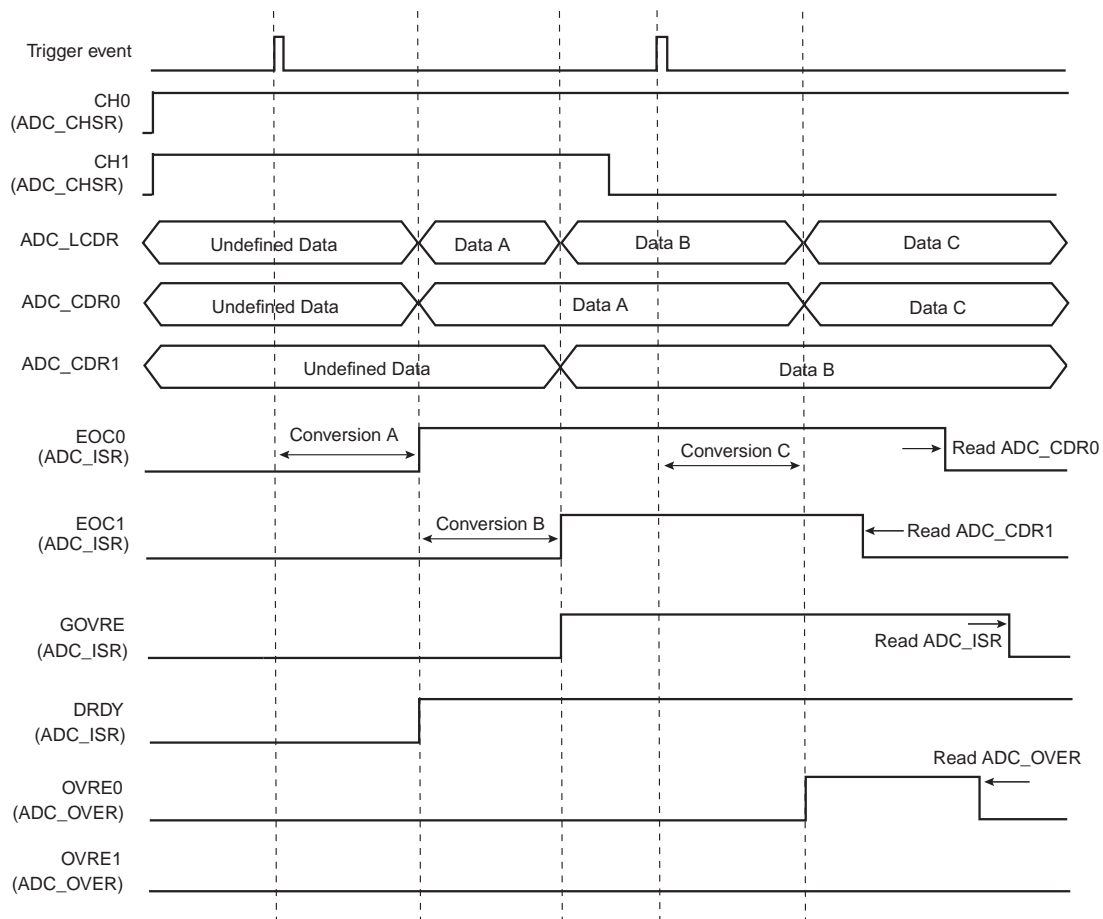 Trigger event
CH0
(ADC_CHSR)
CH1
(ADC_CHSR)
ADC_LCDR
Undefined Data
Data A
Data B
Data C
ADC_CDR0
Undefined Data
Data A
Data C
ADC_CDR1
Undefined Data
Data B
EOC0
(ADC_ISR)
Conversion A
Conversion C
Read ADC_CDR0
EOC1
(ADC_ISR)
Conversion B
Read ADC_CDR1
GOVRE
(ADC_ISR)
Read ADC_ISR
DRDY
(ADC_ISR)
Read ADC_OVER
OVRE0
(ADC_OVER)
OVRE1
(ADC_OVER)